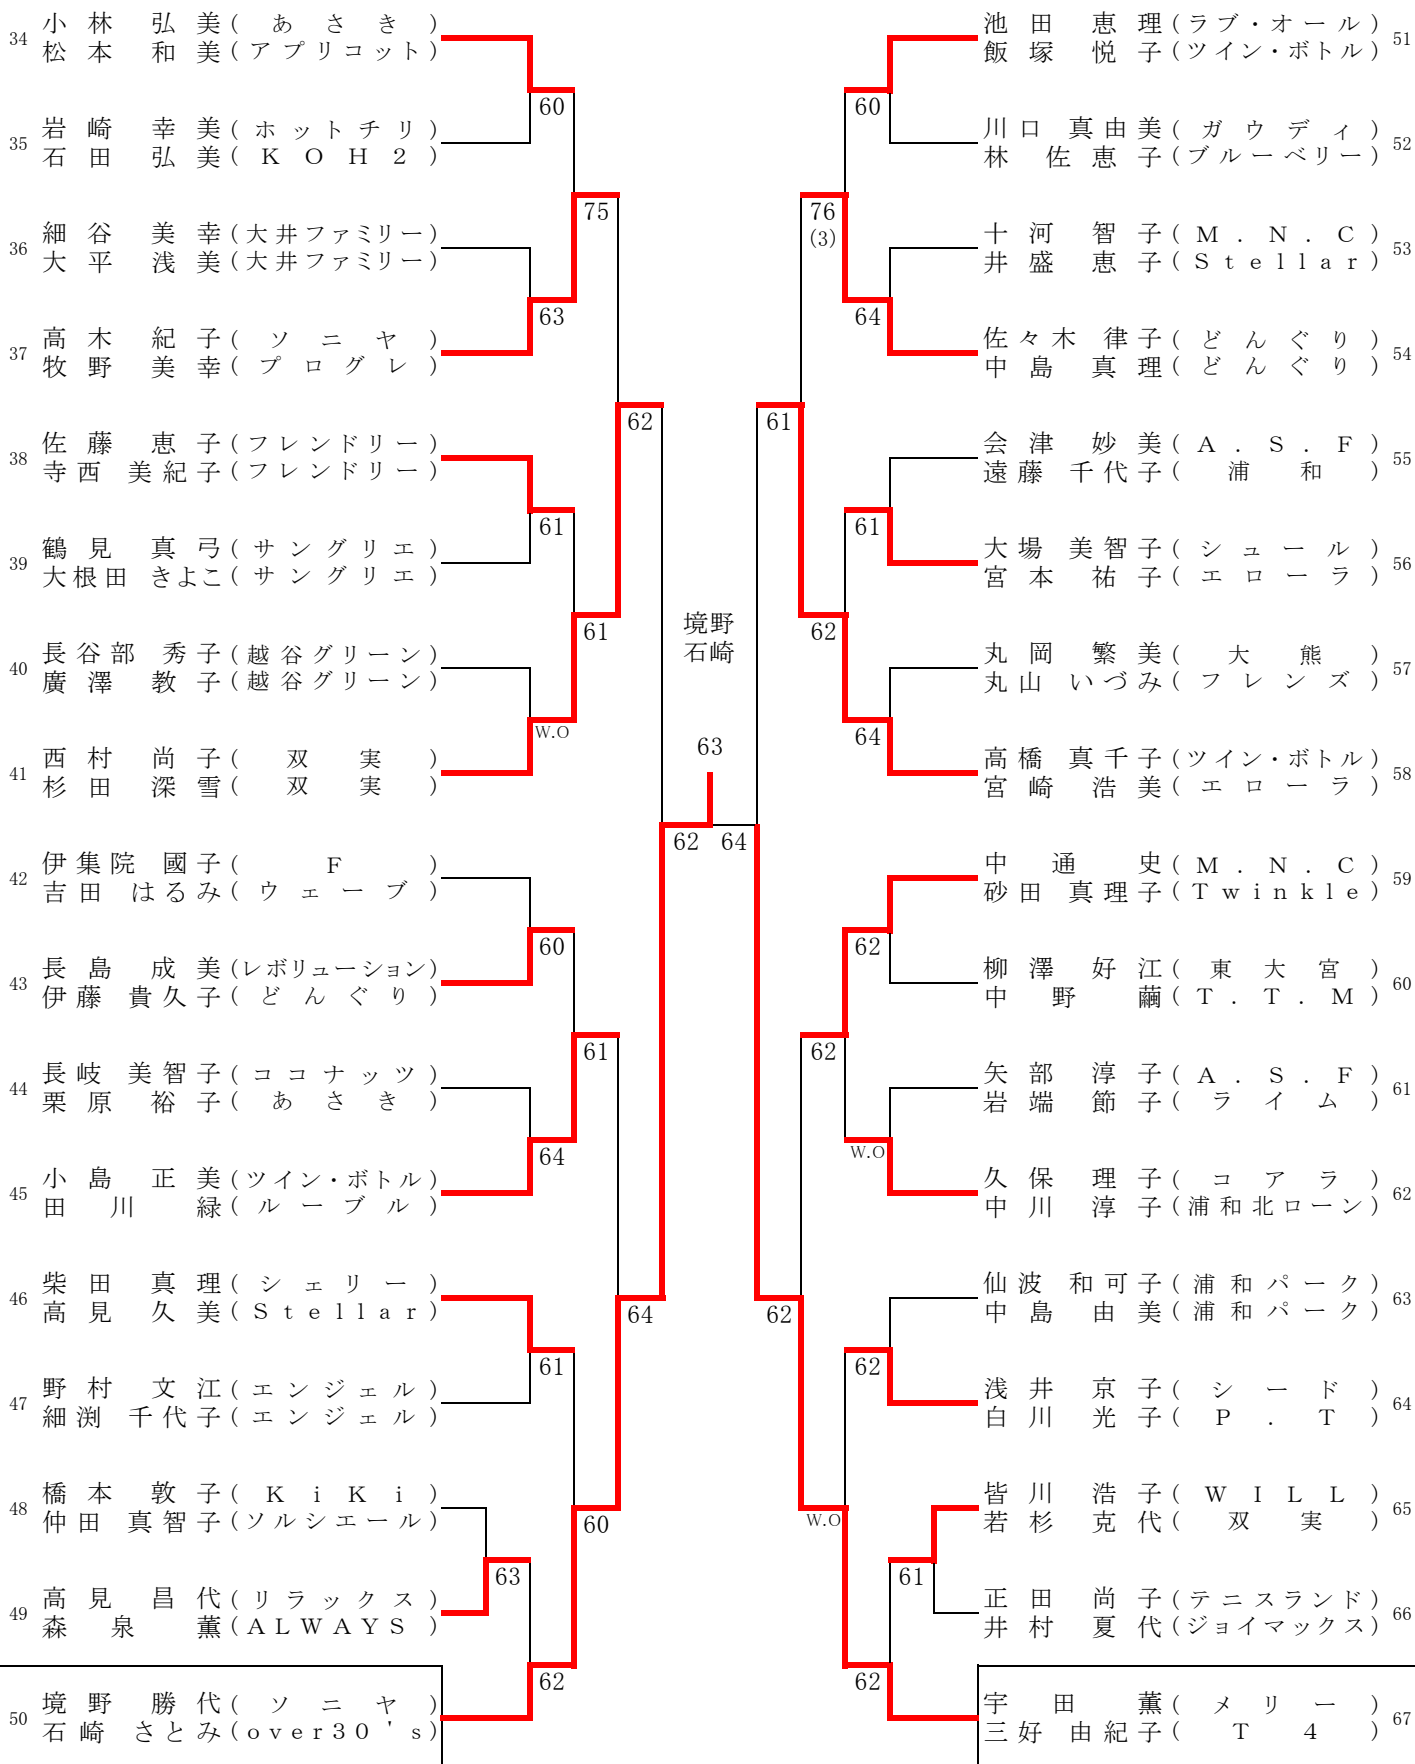 34 小林 弘美(あさき)
松本 和美(アプリコット)
35 岩崎 幸美(ホットチリ)
石田 弘美(KOH2)
36 細谷 美幸(大井ファミリー)
大平 浅美(大井ファミリー)
37 高木 紀子(ソニヤ)
牧野 美幸(プログレ)
38 佐藤 恵子(フレンドリー)
寺西 美紀子(フレンドリー)
39 鶴見 真弓(サングリエ)
大根田 きよこ(サングリエ)
40 長谷部 秀子(越谷グリーン)
廣澤 教子(越谷グリーン)
41 西村 尚子(双実)
杉田 深雪(双実)
42 伊集院 國子(F)
吉田 はるみ(ウェーブ)
43 長島 成美(レボリューション)
伊藤 貴久子(どんぐり)
44 長岐 美智子(ココナッツ)
栗原 裕子(あさき)
45 小島 正美(ツイン・ボトル)
田川 緑(ルーブル)
46 柴田 真理(シェリー)
高見 久美(Stellar)
47 野村 文江(エンジェル)
細渕 千代子(エンジェル)
48 橋本 敦子(KiKi)
仲田 真智子(ソルシエール)
49 高見 昌代(リラックス)
森泉 薫(ALWAYS)
50 境野 勝代(ソニヤ)
石崎 さとみ(over30's)
60
63
61
W.O
60
64
61
63
62
75
61
61
60
62
64
62
境野
石崎
63
64
61
62
76
(3)
62
62
W.O
60
64
61
64
62
W.O
62
61
62
池田 恵理(ラブ・オール) 51
飯塚 悦子(ツイン・ボトル)
川口 真由美(ガウディ) 52
林 佐恵子(ブルーベリー)
十河 智子(M.N.C) 53
井盛 恵子(Stellar)
佐々木 律子(どんぐり) 54
中島 真理(どんぐり)
会津 妙美(A.S.F) 55
遠藤 千代子(浦和)
大場 美智子(シュール) 56
宮本 祐子(エローラ)
丸岡 繁美(大熊) 57
丸山 いづみ(フレンズ)
高橋 真千子(ツイン・ボトル) 58
宮崎 浩美(エローラ)
中 通史(M.N.C) 59
砂田 真理子(Twinkle)
柳澤 好江(東大宮) 60
中野 繭(T.T.M)
矢部 淳子(A.S.F) 61
岩端 節子(ライム)
久保 理子(コアラ) 62
中川 淳子(浦和北ローン)
仙波 和可子(浦和パーク) 63
中島 由美(浦和パーク)
浅井 京子(シード) 64
白川 光子(P.T)
皆川 浩子(WILL) 65
若杉 克代(双実)
正田 尚子(テニスランド) 66
井村 夏代(ジョイマックス)
宇田 薫(メリー) 67
三好 由紀子(T4)